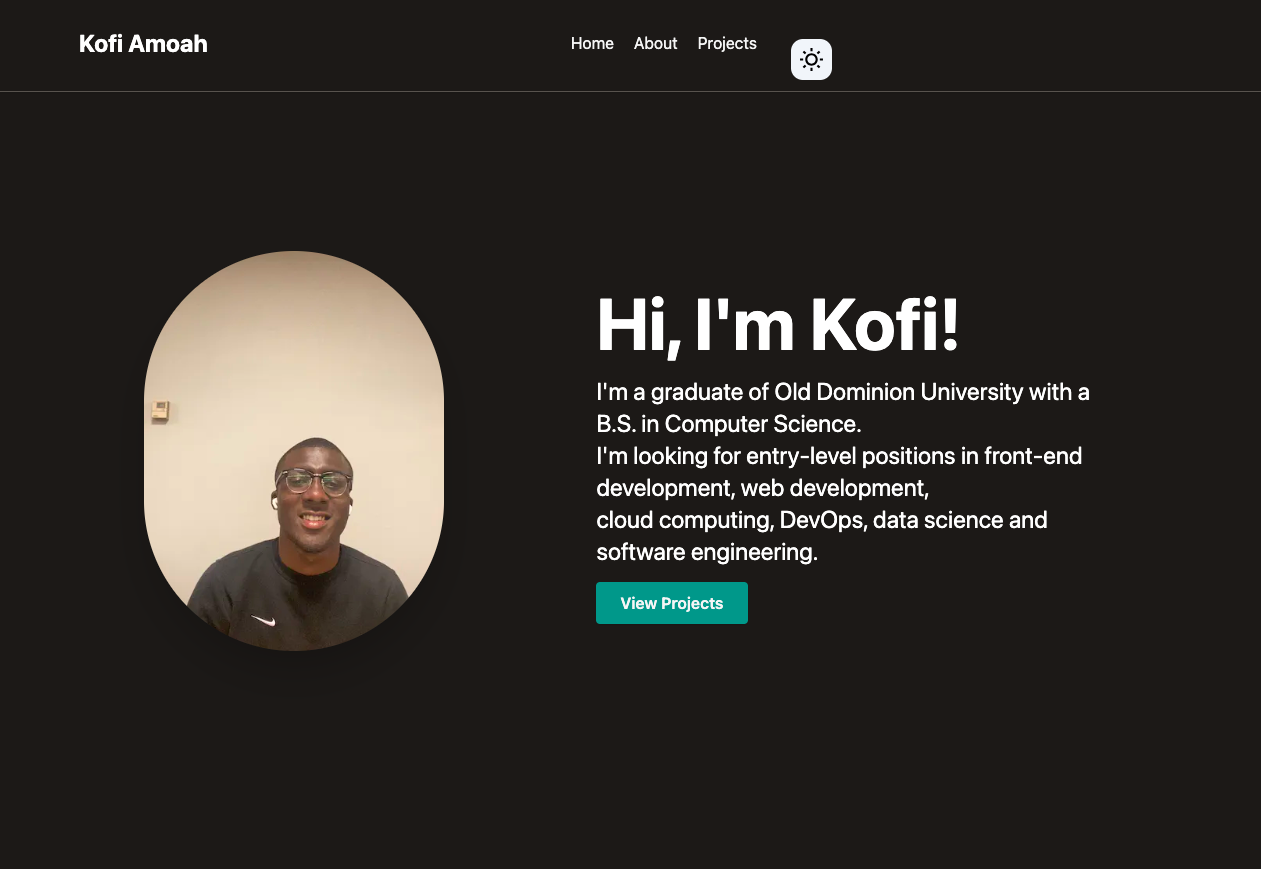 Kofi Amoah
Home About Projects
Hi, I'm Kofi!
I'm a graduate of Old Dominion University with a
B.S. in Computer Science.
I'm looking for entry-level positions in front-end
development, web development,
cloud computing, DevOps, data science and
software engineering.
View Projects